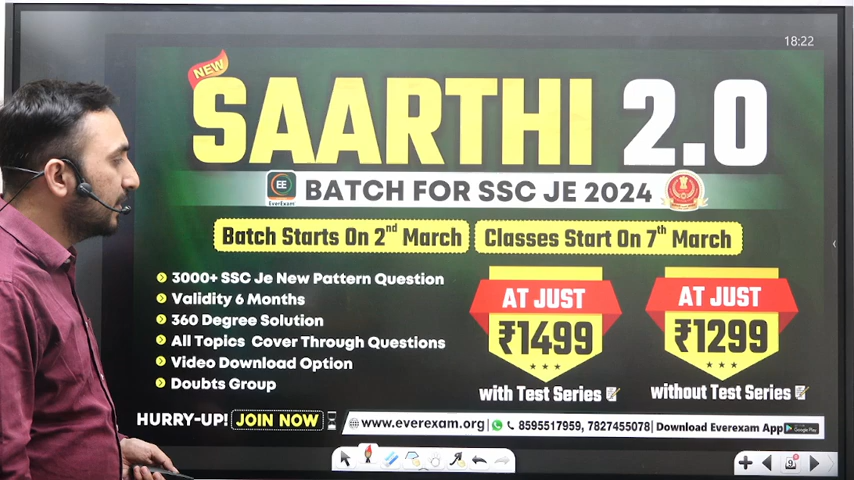 18:22
NEW
SAARTHI 2.0
EE
EverExam
BATCH FOR SSC JE 2024
Batch Starts On 2nd March
Classes Start On 7th March
3000+ SSC Je New Pattern Question
Validity 6 Months
360 Degree Solution
All Topics Cover Through Questions
Video Download Option
Doubts Group
AT JUST
₹1499
with Test Series
AT JUST
₹1299
without Test Series
HURRY-UP! JOIN NOW
www.everexam.org| 8595517959, 7827455078| Download Everexam App
Google Play
9